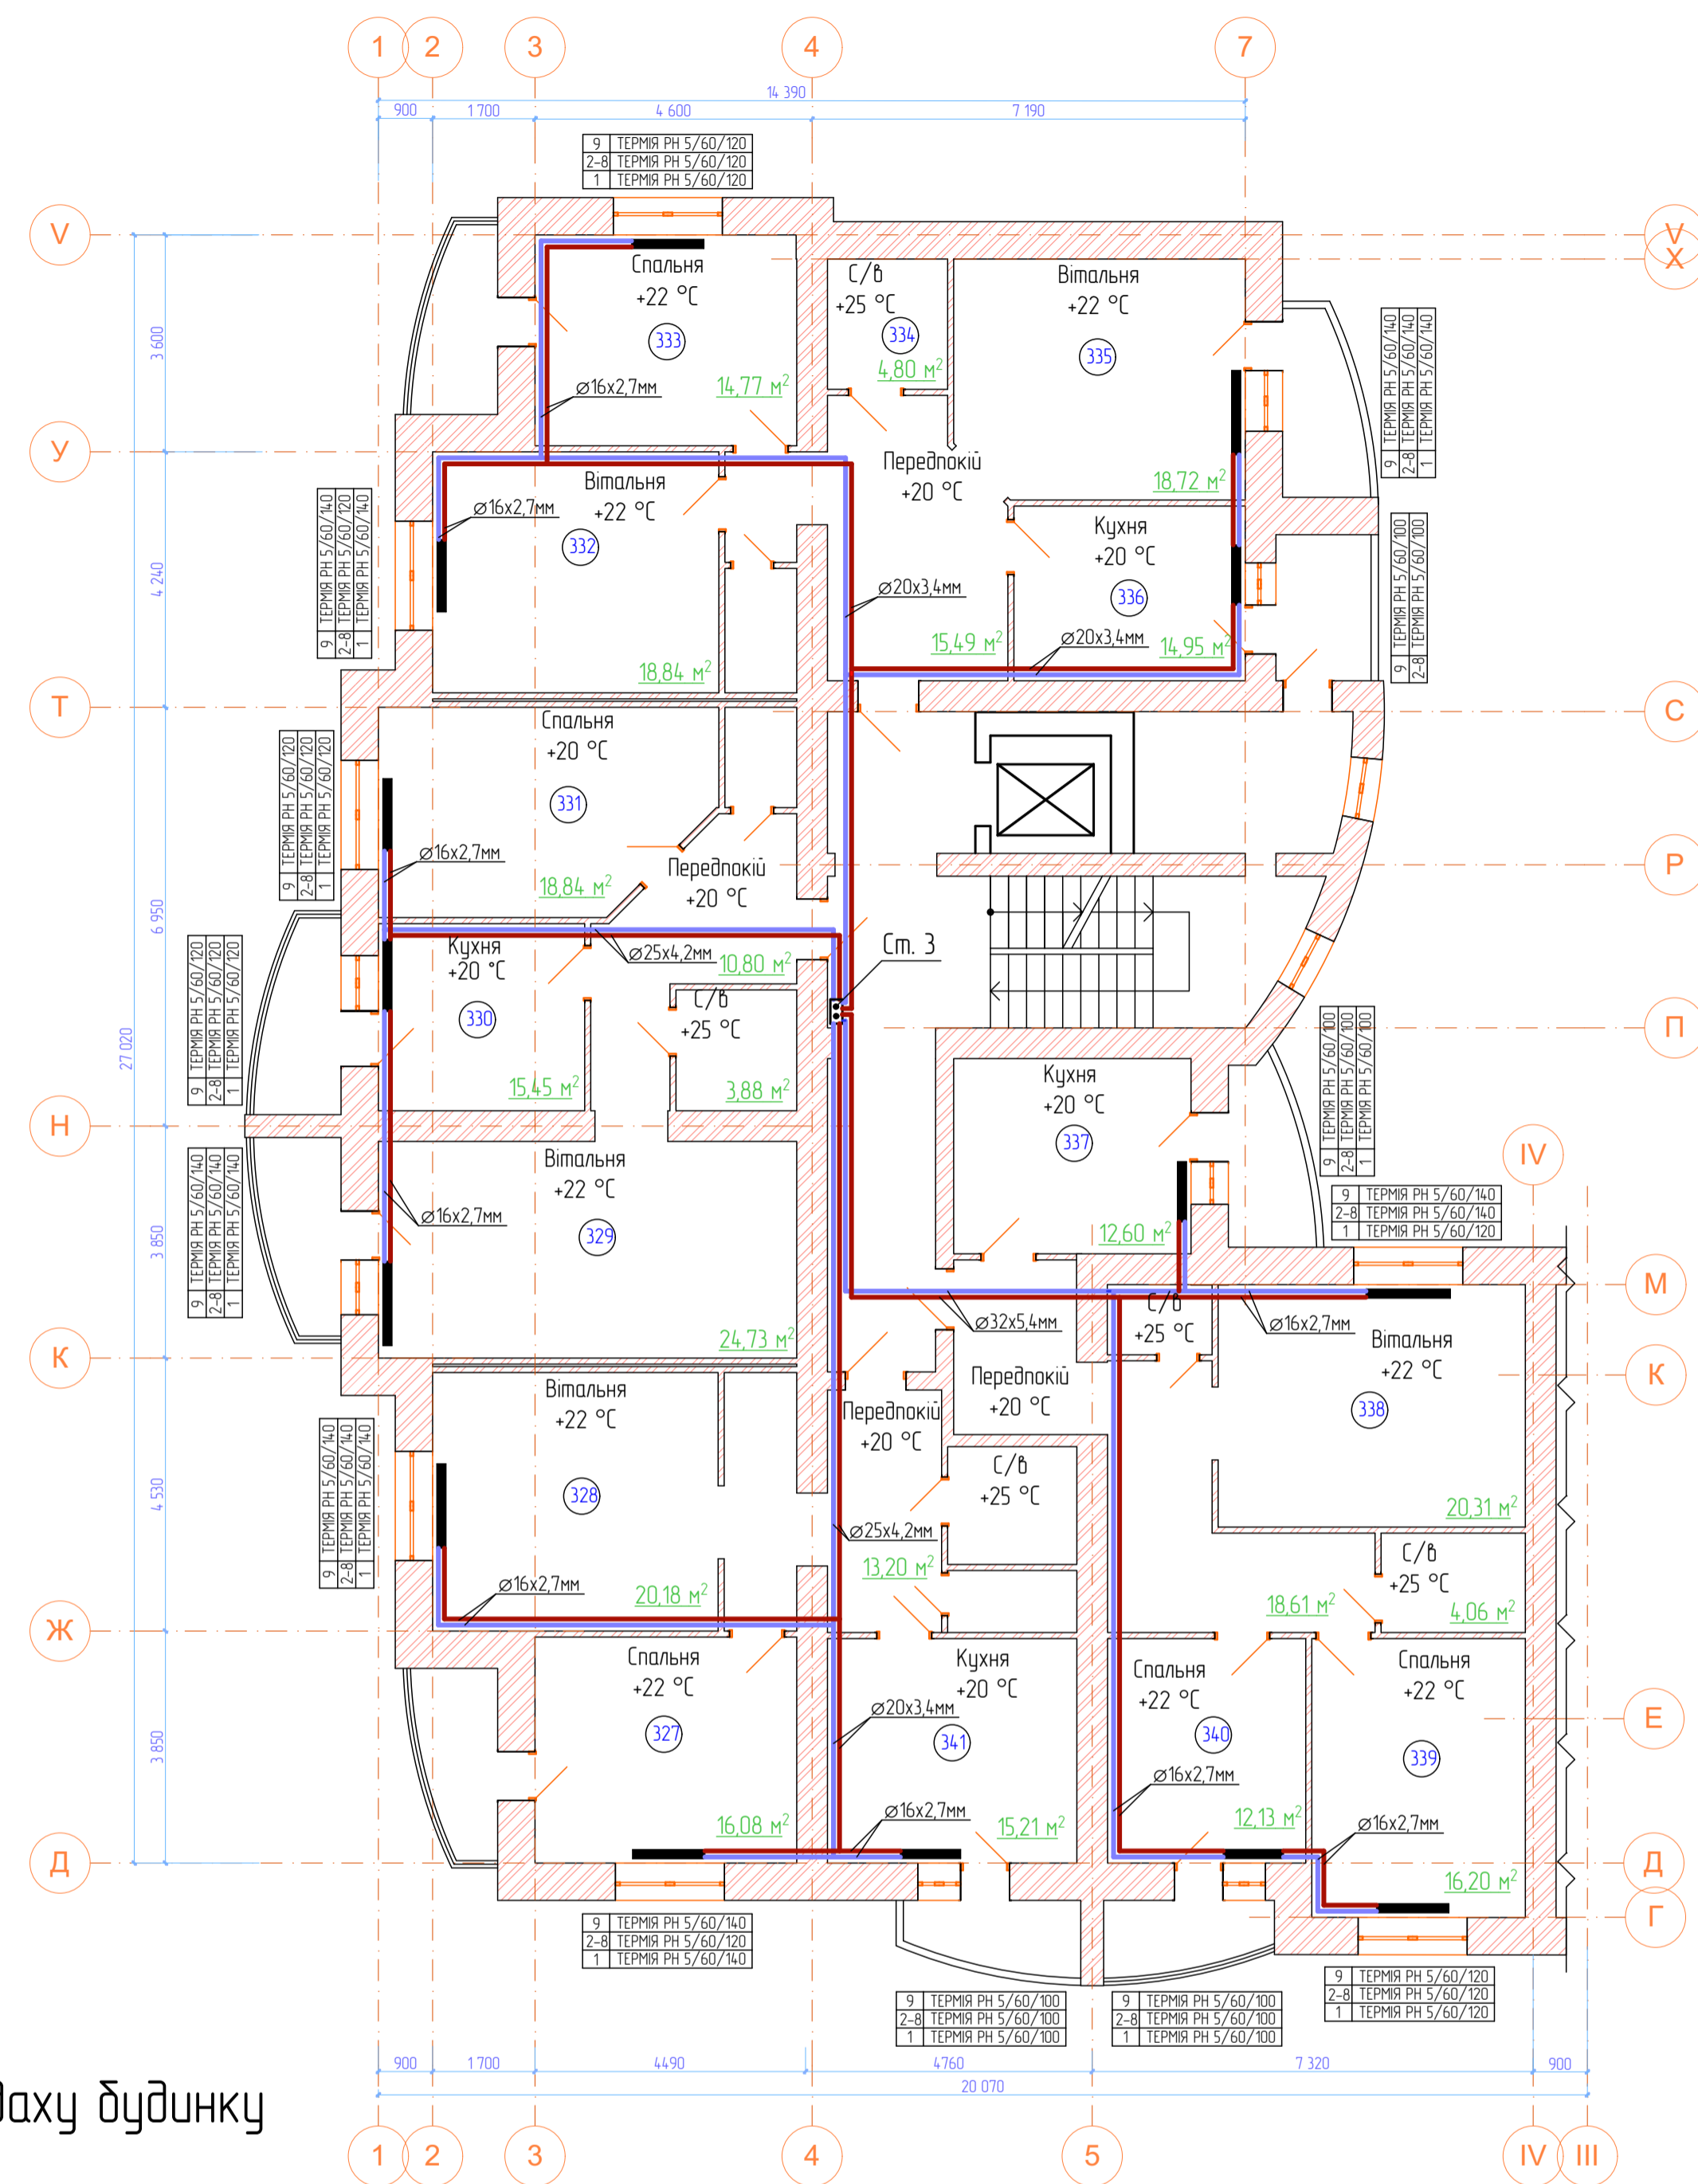 1 2 3 4 7
14 390
900 1 700 4 600 7 190
9 ТЕРМІЯ РН 5/60/120
2-8 ТЕРМІЯ РН 5/60/120
1 ТЕРМІЯ РН 5/60/120
V
V
X
Спальня
+22 °C
333
14,77 м²
⌀16х2,7мм
С/в
+25 °C
334
4,80 м²
Вітальня
+22 °C
335
18,72 м²
9 ТЕРМІЯ РН 5/60/140
2-8 ТЕРМІЯ РН 5/60/140
1 ТЕРМІЯ РН 5/60/140
3 600
У
Передпокій
+20 °C
15,49 м²
Вітальня
+22 °C
⌀16х2,7мм
332
18,84 м²
9 ТЕРМІЯ РН 5/60/140
2-8 ТЕРМІЯ РН 5/60/120
1 ТЕРМІЯ РН 5/60/140
Кухня
+20 °C
336
14,95 м²
⌀20х3,4мм
⌀20х3,4мм
9 ТЕРМІЯ РН 5/60/100
2-8 ТЕРМІЯ РН 5/60/100
4 240
Т
С
Спальня
+20 °C
331
18,84 м²
⌀16х2,7мм
9 ТЕРМІЯ РН 5/60/120
2-8 ТЕРМІЯ РН 5/60/120
1 ТЕРМІЯ РН 5/60/120
Передпокій
+20 °C
10,80 м²
Р
6 950
27 020
Кухня
+20 °C
330
15,45 м²
⌀25х4,2мм
Ст. 3
С/в
+25 °C
3,88 м²
9 ТЕРМІЯ РН 5/60/120
2-8 ТЕРМІЯ РН 5/60/120
1 ТЕРМІЯ РН 5/60/120
П
Н
Кухня
+20 °C
337
12,60 м²
9 ТЕРМІЯ РН 5/60/100
2-8 ТЕРМІЯ РН 5/60/100
1 ТЕРМІЯ РН 5/60/100
IV
Вітальня
+22 °C
329
⌀16х2,7мм
24,73 м²
9 ТЕРМІЯ РН 5/60/140
2-8 ТЕРМІЯ РН 5/60/140
1 ТЕРМІЯ РН 5/60/140
9 ТЕРМІЯ РН 5/60/140
2-8 ТЕРМІЯ РН 5/60/140
1 ТЕРМІЯ РН 5/60/120
3 850
М
К
К
С/в
+25 °C
⌀32х5,4мм
⌀16х2,7мм
Вітальня
+22 °C
338
20,31 м²
Передпокій
+20 °C
Вітальня
+22 °C
328
20,18 м²
⌀16х2,7мм
9 ТЕРМІЯ РН 5/60/140
2-8 ТЕРМІЯ РН 5/60/140
1 ТЕРМІЯ РН 5/60/140
Передпокій
+20 °C
⌀25х4,2мм
13,20 м²
С/в
+25 °C
4 530
С/в
+25 °C
18,61 м²
4,06 м²
Ж
Спальня
+22 °C
327
16,08 м²
Кухня
+20 °C
⌀20х3,4мм
341
⌀16х2,7мм
15,21 м²
Спальня
+22 °C
340
⌀16х2,7мм
12,13 м²
Спальня
+22 °C
339
⌀16х2,7мм
16,20 м²
Е
3 850
Д
Д
Г
9 ТЕРМІЯ РН 5/60/140
2-8 ТЕРМІЯ РН 5/60/120
1 ТЕРМІЯ РН 5/60/140
9 ТЕРМІЯ РН 5/60/100
2-8 ТЕРМІЯ РН 5/60/100
1 ТЕРМІЯ РН 5/60/100
9 ТЕРМІЯ РН 5/60/100
2-8 ТЕРМІЯ РН 5/60/100
1 ТЕРМІЯ РН 5/60/100
9 ТЕРМІЯ РН 5/60/120
2-8 ТЕРМІЯ РН 5/60/120
1 ТЕРМІЯ РН 5/60/120
900 1 700 4490 4760 7 320 900
20 070
даху будинку
1 2 3 4 5 IV III